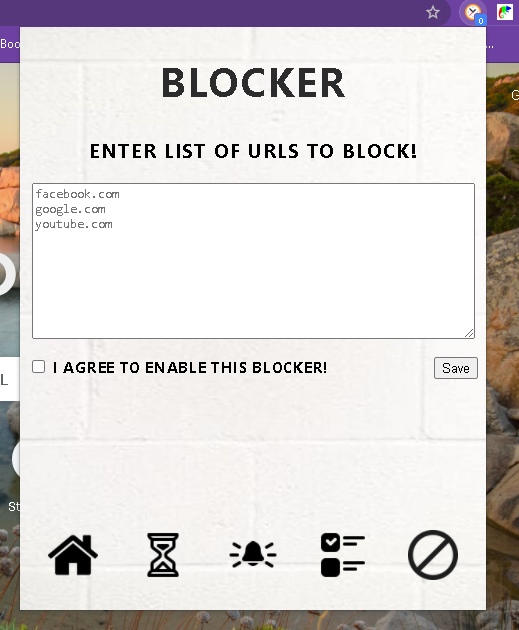 0
Boo
...
G
BLOCKER
ENTER LIST OF URLS TO BLOCK!
facebook.com
google.com
youtube.com
L
I AGREE TO ENABLE THIS BLOCKER!
Save
St